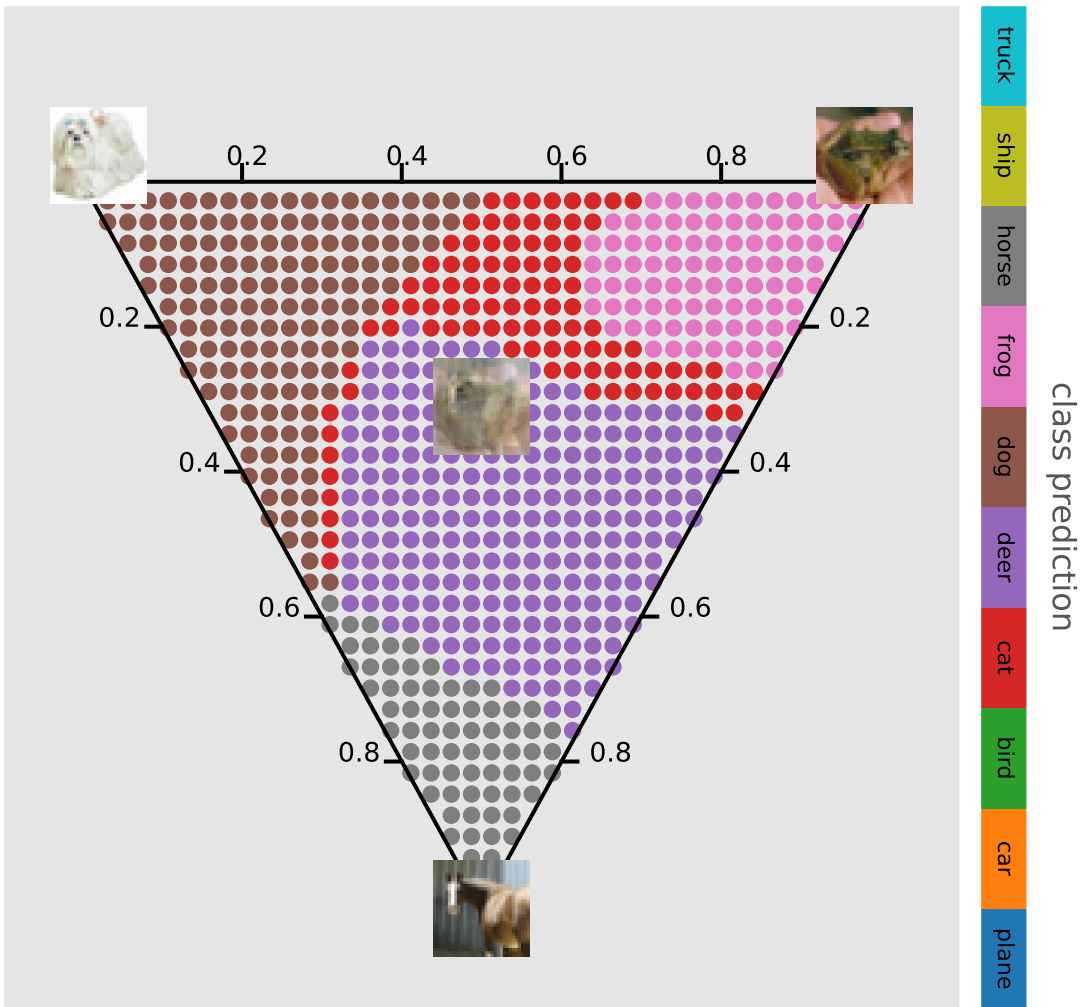 0.2 0.4 0.6 0.8
0.2 0.2
0.4 0.4
0.6 0.6
0.8 0.8
truck
ship
horse
frog
dog
deer
cat
bird
car
plane
class prediction